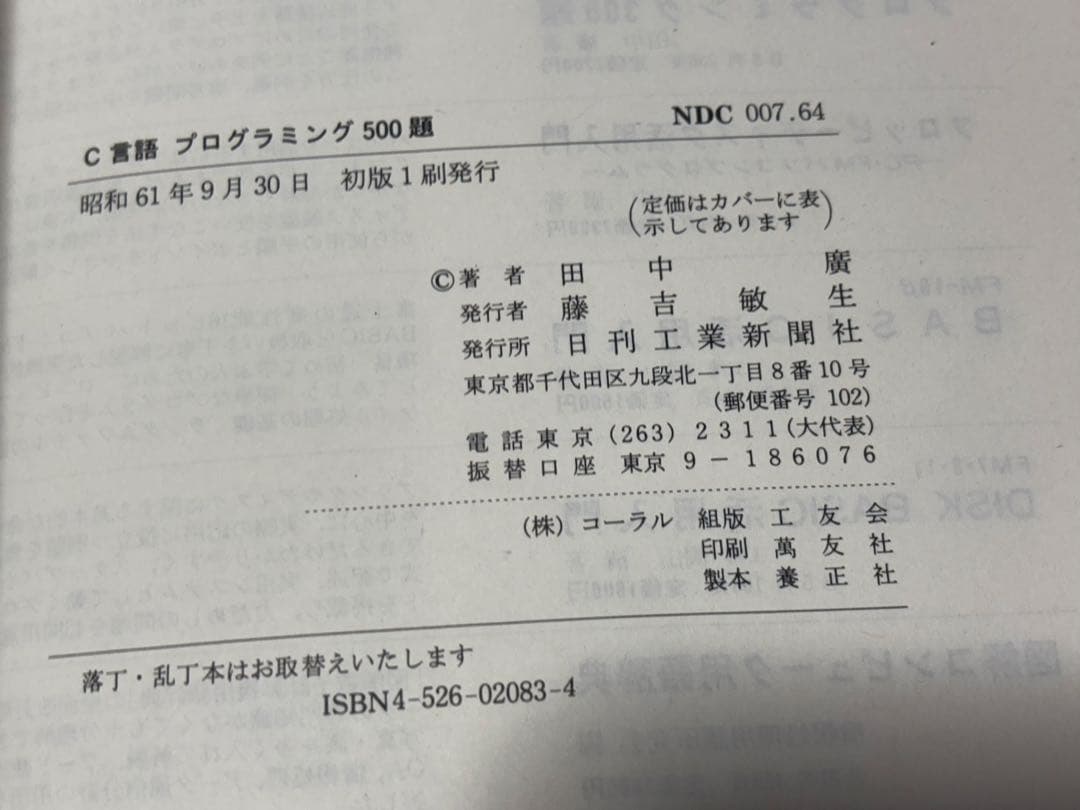 C言語 プログラミング500題
NDC 007.64
昭和61年9月30日 初版1刷発行
(定価はカバーに表
示してあります)
©著者 田中廣
発行者 藤吉敏生
発行所 日刊工業新聞社
東京都千代田区九段北一丁目8番10号
(郵便番号 102)
電話東京(263)2311(大代表)
振替口座 東京9-186076
(株)コーラル 組版 工友会
印刷 萬友社
製本 養正社
落丁・乱丁本はお取替えいたします
ISBN4-526-02083-4